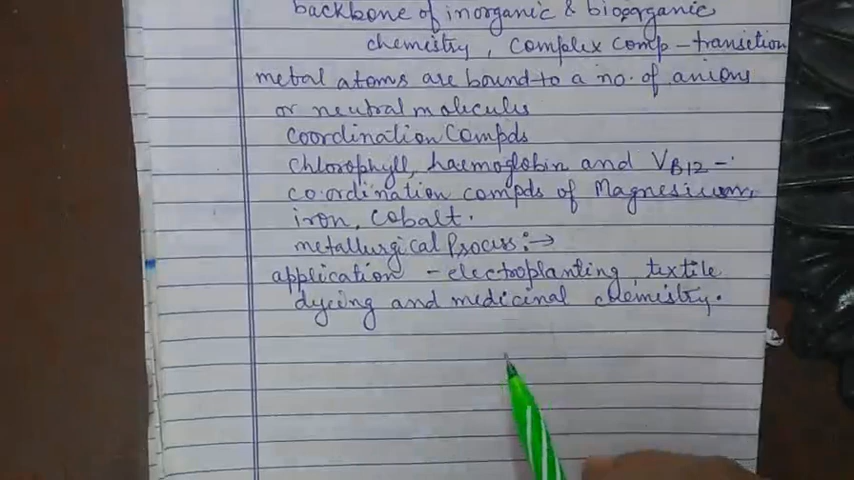 backbone of inorganic & bioorganic
chemistry, complex comp - transition
metal atoms are bound to a no. of anions
or neutral moliculis
Coordination Compds
Chlorophyll, haemoglobin and VB12 -
co.ordination compds of Magnesium,
iron, cobalt.
metallurgical Process :→
application - electroplanting, textile
dyeing and medicinal chemistry.